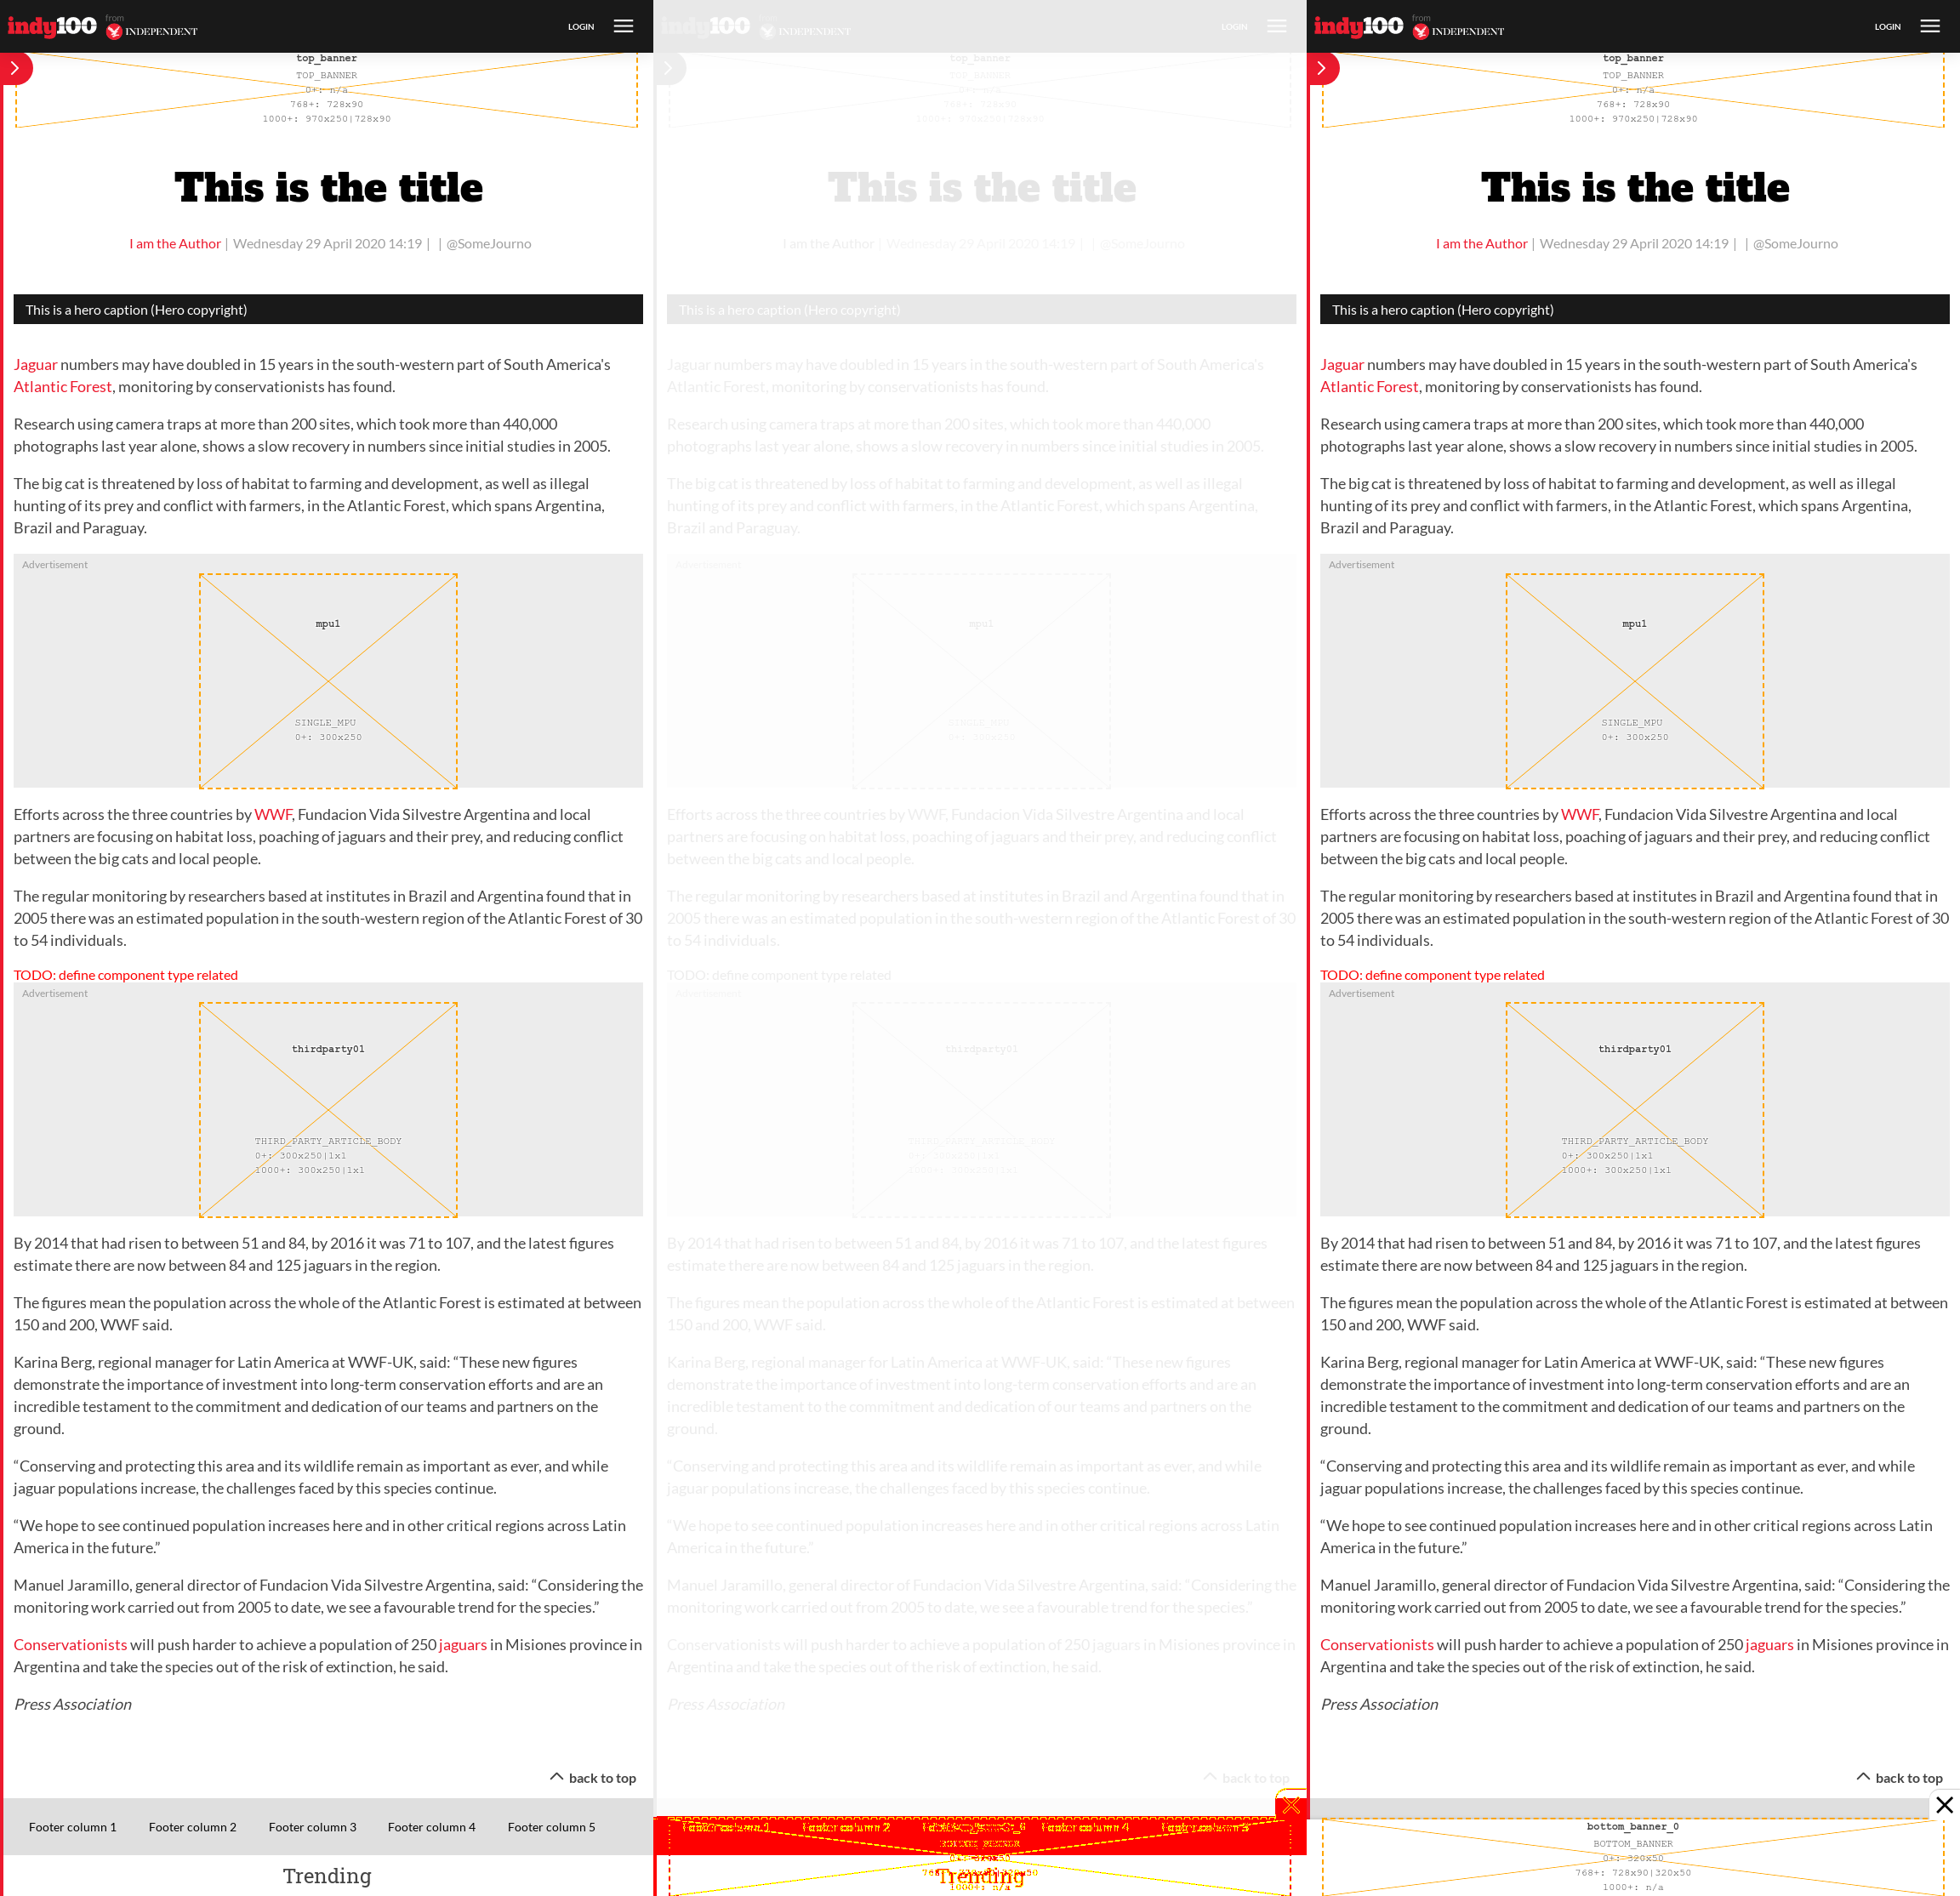 indy100
from
INDEPENDENT
LOGIN
top_banner
TOP_BANNER
0+: n/a
768+: 728x90
1000+: 970x250|728x90
This is the title
I am the Author | Wednesday 29 April 2020 14:19 | | @SomeJourno
This is a hero caption (Hero copyright)
Jaguar numbers may have doubled in 15 years in the south-western part of South America's
Atlantic Forest, monitoring by conservationists has found.
Research using camera traps at more than 200 sites, which took more than 440,000
photographs last year alone, shows a slow recovery in numbers since initial studies in 2005.
The big cat is threatened by loss of habitat to farming and development, as well as illegal
hunting of its prey and conflict with farmers, in the Atlantic Forest, which spans Argentina,
Brazil and Paraguay.
Advertisement
mpu1
SINGLE_MPU
0+: 300x250
Efforts across the three countries by WWF, Fundacion Vida Silvestre Argentina and local
partners are focusing on habitat loss, poaching of jaguars and their prey, and reducing conflict
between the big cats and local people.
The regular monitoring by researchers based at institutes in Brazil and Argentina found that in
2005 there was an estimated population in the south-western region of the Atlantic Forest of 30
to 54 individuals.
TODO: define component type related
Advertisement
thirdparty01
THIRD_PARTY_ARTICLE_BODY
0+: 300x250|1x1
1000+: 300x250|1x1
By 2014 that had risen to between 51 and 84, by 2016 it was 71 to 107, and the latest figures
estimate there are now between 84 and 125 jaguars in the region.
The figures mean the population across the whole of the Atlantic Forest is estimated at between
150 and 200, WWF said.
Karina Berg, regional manager for Latin America at WWF-UK, said: “These new figures
demonstrate the importance of investment into long-term conservation efforts and are an
incredible testament to the commitment and dedication of our teams and partners on the
ground.
“Conserving and protecting this area and its wildlife remain as important as ever, and while
jaguar populations increase, the challenges faced by this species continue.
“We hope to see continued population increases here and in other critical regions across Latin
America in the future.”
Manuel Jaramillo, general director of Fundacion Vida Silvestre Argentina, said: “Considering the
monitoring work carried out from 2005 to date, we see a favourable trend for the species.”
Conservationists will push harder to achieve a population of 250 jaguars in Misiones province in
Argentina and take the species out of the risk of extinction, he said.
Press Association
back to top
Footer column 1
Footer column 2
Footer column 3
Footer column 4
Footer column 5
Trending
indy100
INDEPENDENT
LOGIN
top_banner
TOP_BANNER
0+: n/a
768+: 728x90
1000+: 970x250|728x90
This is the title
I am the Author | Wednesday 29 April 2020 14:19 | | @SomeJourno
This is a hero caption (Hero copyright)
Jaguar numbers may have doubled in 15 years in the south-western part of South America's
Atlantic Forest, monitoring by conservationists has found.
Research using camera traps at more than 200 sites, which took more than 440,000
photographs last year alone, shows a slow recovery in numbers since initial studies in 2005.
The big cat is threatened by loss of habitat to farming and development, as well as illegal
hunting of its prey and conflict with farmers, in the Atlantic Forest, which spans Argentina,
Brazil and Paraguay.
Advertisement
mpu1
SINGLE_MPU
0+: 300x250
Efforts across the three countries by WWF, Fundacion Vida Silvestre Argentina and local
partners are focusing on habitat loss, poaching of jaguars and their prey, and reducing conflict
between the big cats and local people.
The regular monitoring by researchers based at institutes in Brazil and Argentina found that in
2005 there was an estimated population in the south-western region of the Atlantic Forest of 30
to 54 individuals.
TODO: define component type related
Advertisement
thirdparty01
THIRD_PARTY_ARTICLE_BODY
0+: 300x250|1x1
1000+: 300x250|1x1
By 2014 that had risen to between 51 and 84, by 2016 it was 71 to 107, and the latest figures
estimate there are now between 84 and 125 jaguars in the region.
The figures mean the population across the whole of the Atlantic Forest is estimated at between
150 and 200, WWF said.
Karina Berg, regional manager for Latin America at WWF-UK, said: “These new figures
demonstrate the importance of investment into long-term conservation efforts and are an
incredible testament to the commitment and dedication of our teams and partners on the
ground.
“Conserving and protecting this area and its wildlife remain as important as ever, and while
jaguar populations increase, the challenges faced by this species continue.
“We hope to see continued population increases here and in other critical regions across Latin
America in the future.”
Manuel Jaramillo, general director of Fundacion Vida Silvestre Argentina, said: “Considering the
monitoring work carried out from 2005 to date, we see a favourable trend for the species.”
Conservationists will push harder to achieve a population of 250 jaguars in Misiones province in
Argentina and take the species out of the risk of extinction, he said.
Press Association
back to top
Footer column 1
Footer column 2
Footer column 4
Footer column 5
Trending
indy100
from
INDEPENDENT
LOGIN
top_banner
TOP_BANNER
0+: n/a
768+: 728x90
1000+: 970x250|728x90
This is the title
I am the Author | Wednesday 29 April 2020 14:19 | | @SomeJourno
This is a hero caption (Hero copyright)
Jaguar numbers may have doubled in 15 years in the south-western part of South America's
Atlantic Forest, monitoring by conservationists has found.
Research using camera traps at more than 200 sites, which took more than 440,000
photographs last year alone, shows a slow recovery in numbers since initial studies in 2005.
The big cat is threatened by loss of habitat to farming and development, as well as illegal
hunting of its prey and conflict with farmers, in the Atlantic Forest, which spans Argentina,
Brazil and Paraguay.
Advertisement
mpu1
SINGLE_MPU
0+: 300x250
Efforts across the three countries by WWF, Fundacion Vida Silvestre Argentina and local
partners are focusing on habitat loss, poaching of jaguars and their prey, and reducing conflict
between the big cats and local people.
The regular monitoring by researchers based at institutes in Brazil and Argentina found that in
2005 there was an estimated population in the south-western region of the Atlantic Forest of 30
to 54 individuals.
TODO: define component type related
Advertisement
thirdparty01
THIRD_PARTY_ARTICLE_BODY
0+: 300x250|1x1
1000+: 300x250|1x1
By 2014 that had risen to between 51 and 84, by 2016 it was 71 to 107, and the latest figures
estimate there are now between 84 and 125 jaguars in the region.
The figures mean the population across the whole of the Atlantic Forest is estimated at between
150 and 200, WWF said.
Karina Berg, regional manager for Latin America at WWF-UK, said: “These new figures
demonstrate the importance of investment into long-term conservation efforts and are an
incredible testament to the commitment and dedication of our teams and partners on the
ground.
“Conserving and protecting this area and its wildlife remain as important as ever, and while
jaguar populations increase, the challenges faced by this species continue.
“We hope to see continued population increases here and in other critical regions across Latin
America in the future.”
Manuel Jaramillo, general director of Fundacion Vida Silvestre Argentina, said: “Considering the
monitoring work carried out from 2005 to date, we see a favourable trend for the species.”
Conservationists will push harder to achieve a population of 250 jaguars in Misiones province in
Argentina and take the species out of the risk of extinction, he said.
Press Association
back to top
bottom_banner_0
BOTTOM_BANNER
0+: 320x50
768+: 728x90|320x50
1000+: n/a